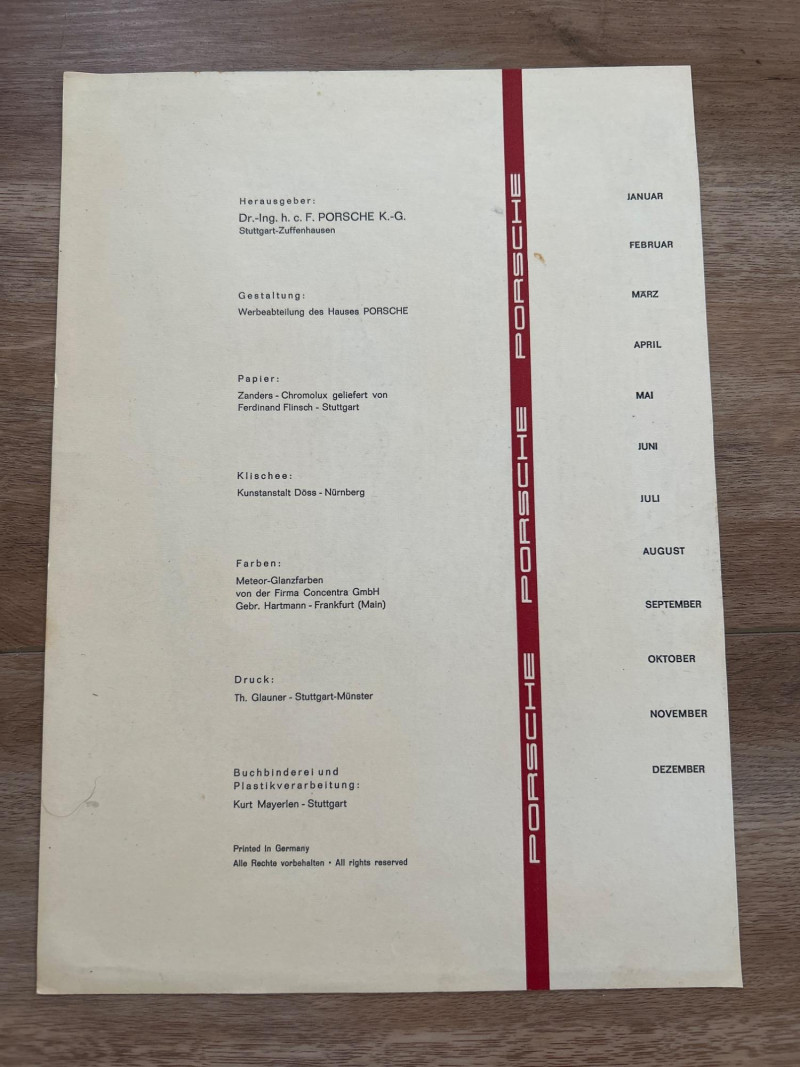 Herausgeber:
Dr.-Ing. h. c. F. PORSCHE K.-G.
Stuttgart-Zuffenhausen
Gestaltung:
Werbeabteilung des Hauses PORSCHE
Papier:
Zanders - Chromolux geliefert von
Ferdinand Flinsch - Stuttgart
Klischee:
Kunstanstalt Döss - Nürnberg
Farben:
Meteor-Glanzfarben
von der Firma Concentra GmbH
Gebr. Hartmann - Frankfurt (Main)
Druck:
Th. Glauner - Stuttgart-Münster
Buchbinderei und
Plastikverarbeitung:
Kurt Mayerlen - Stuttgart
Printed in Germany
Alle Rechte vorbehalten • All rights reserved
PORSCHE
PORSCHE
PORSCHE
JANUAR
FEBRUAR
MÄRZ
APRIL
MAI
JUNI
JULI
AUGUST
SEPTEMBER
OKTOBER
NOVEMBER
DEZEMBER